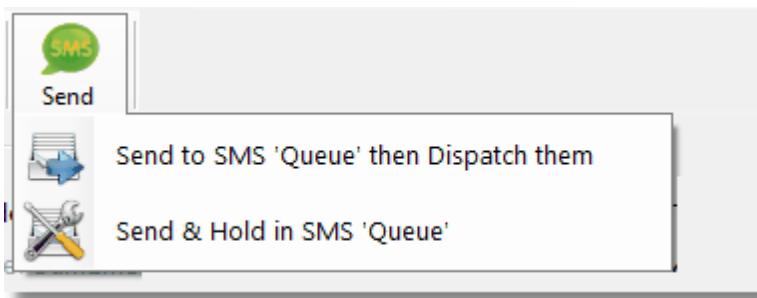 SMS
Send
Send to SMS 'Queue' then Dispatch them
Send & Hold in SMS 'Queue'